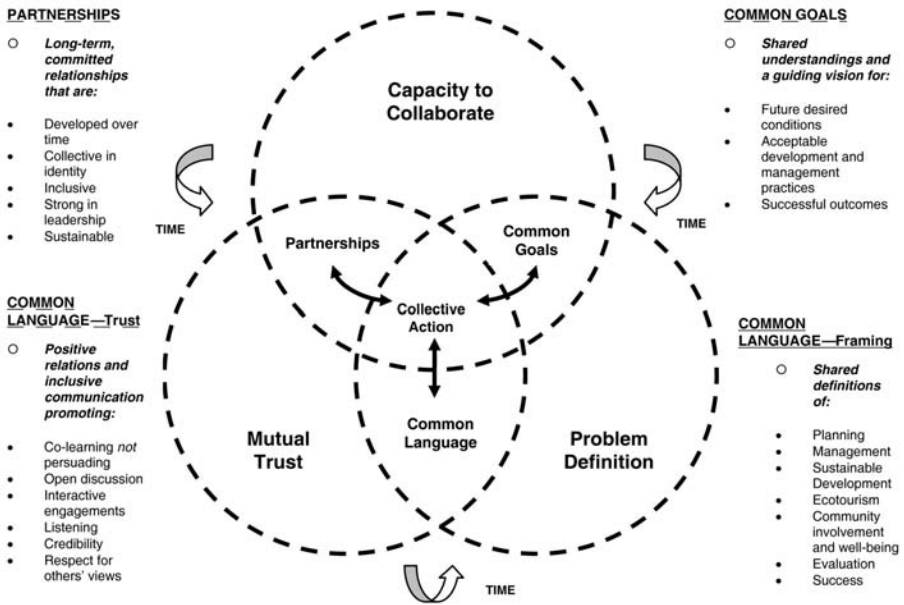 PARTNERSHIPS
Long-term,
committed
relationships
that are:
Developed over
time
Collective in
identity
Inclusive
Strong in
leadership
Sustainable
TIME
COMMON
LANGUAGE—Trust
Positive
relations and
inclusive
communication
promoting:
Co-learning not
persuading
Open discussion
Interactive
engagements
Listening
Credibility
Respect for
others' views
Capacity to
Collaborate
Partnerships
Common
Goals
Collective
Action
Common
Language
Mutual
Trust
Problem
Definition
TIME
COMMON GOALS
Shared
understandings and
a guiding vision for:
Future desired
conditions
Acceptable
development and
management
practices
Successful outcomes
TIME
COMMON
LANGUAGE—Framing
Shared
definitions
of:
Planning
Management
Sustainable
Development
Ecotourism
Community
involvement
and well-being
Evaluation
Success